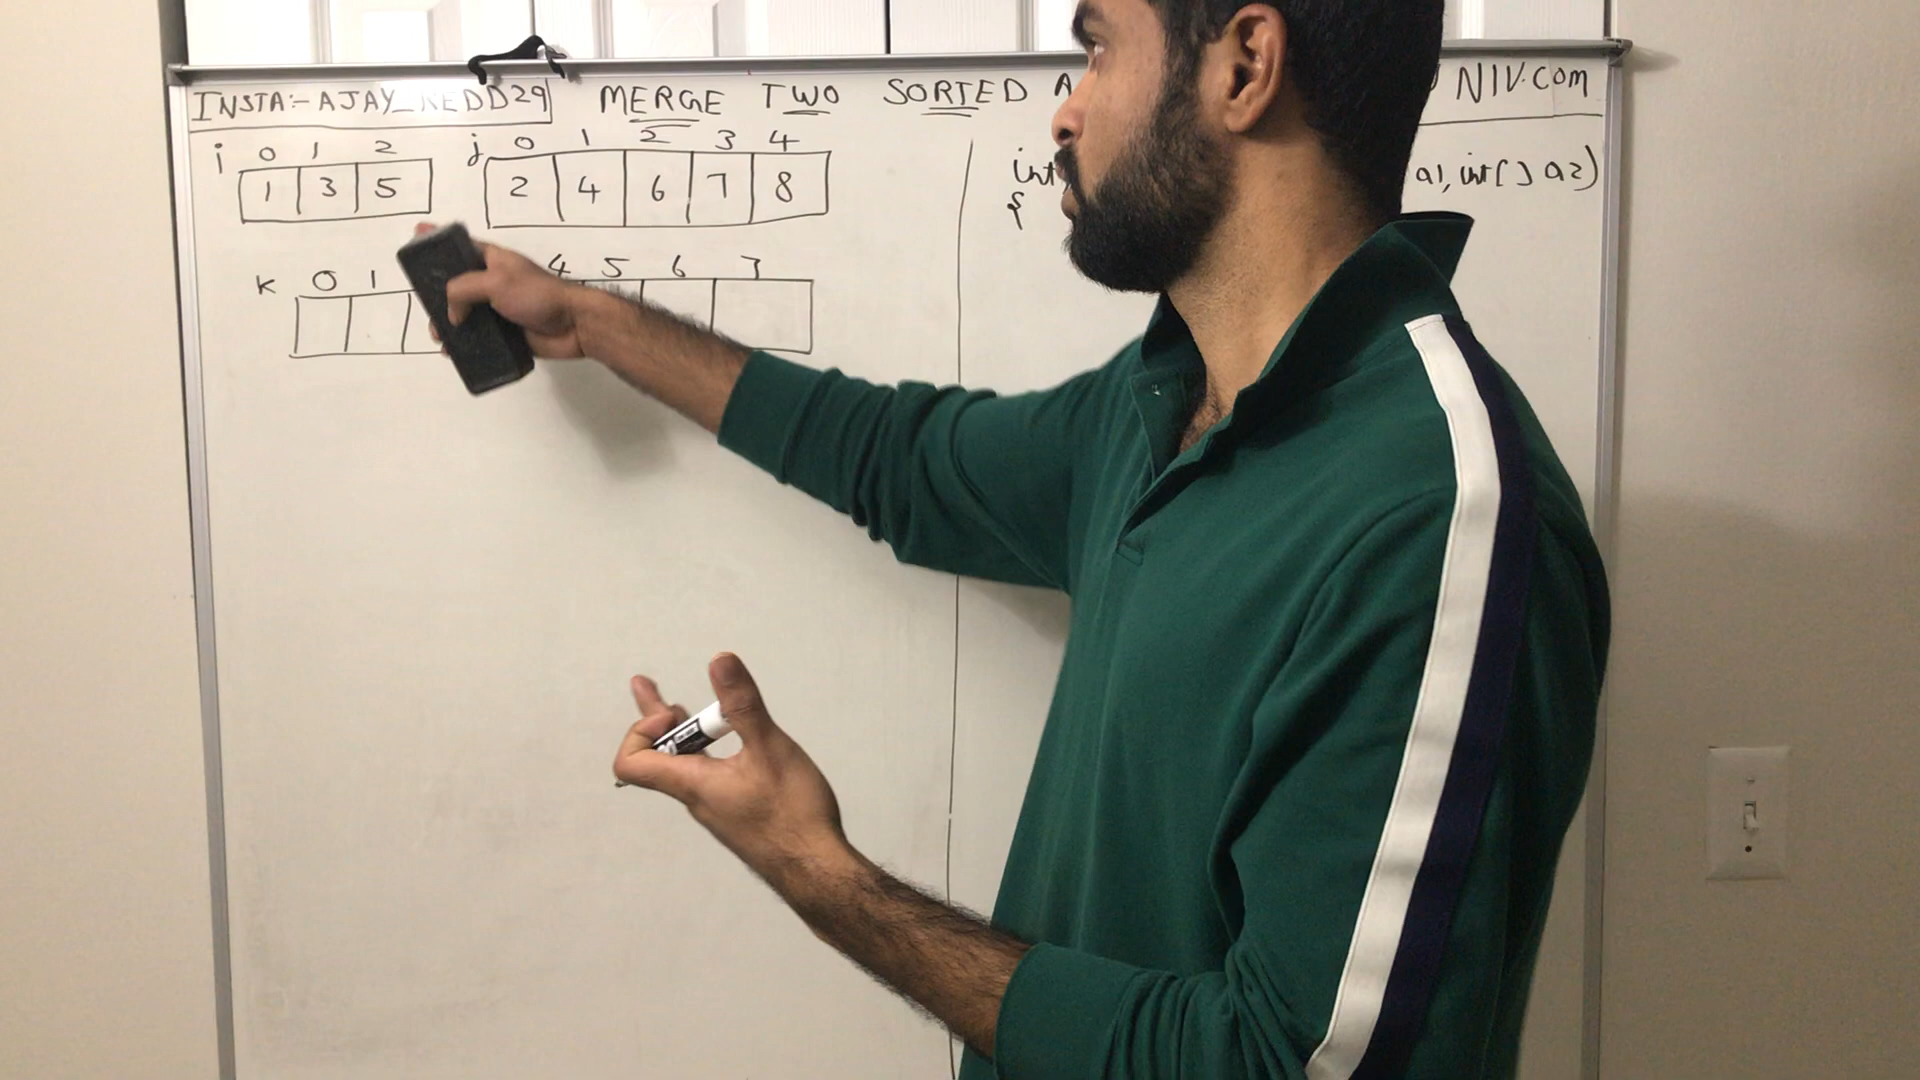 INSTA:- AJAY_REDD29 MERGE TWO SORTED A NIV.COM
i 0 1 2 j 0 1 2 3 4
1 3 5 2 4 6 7 8
int a1, int[] a2)
{
k 0 1 4 5 6 7